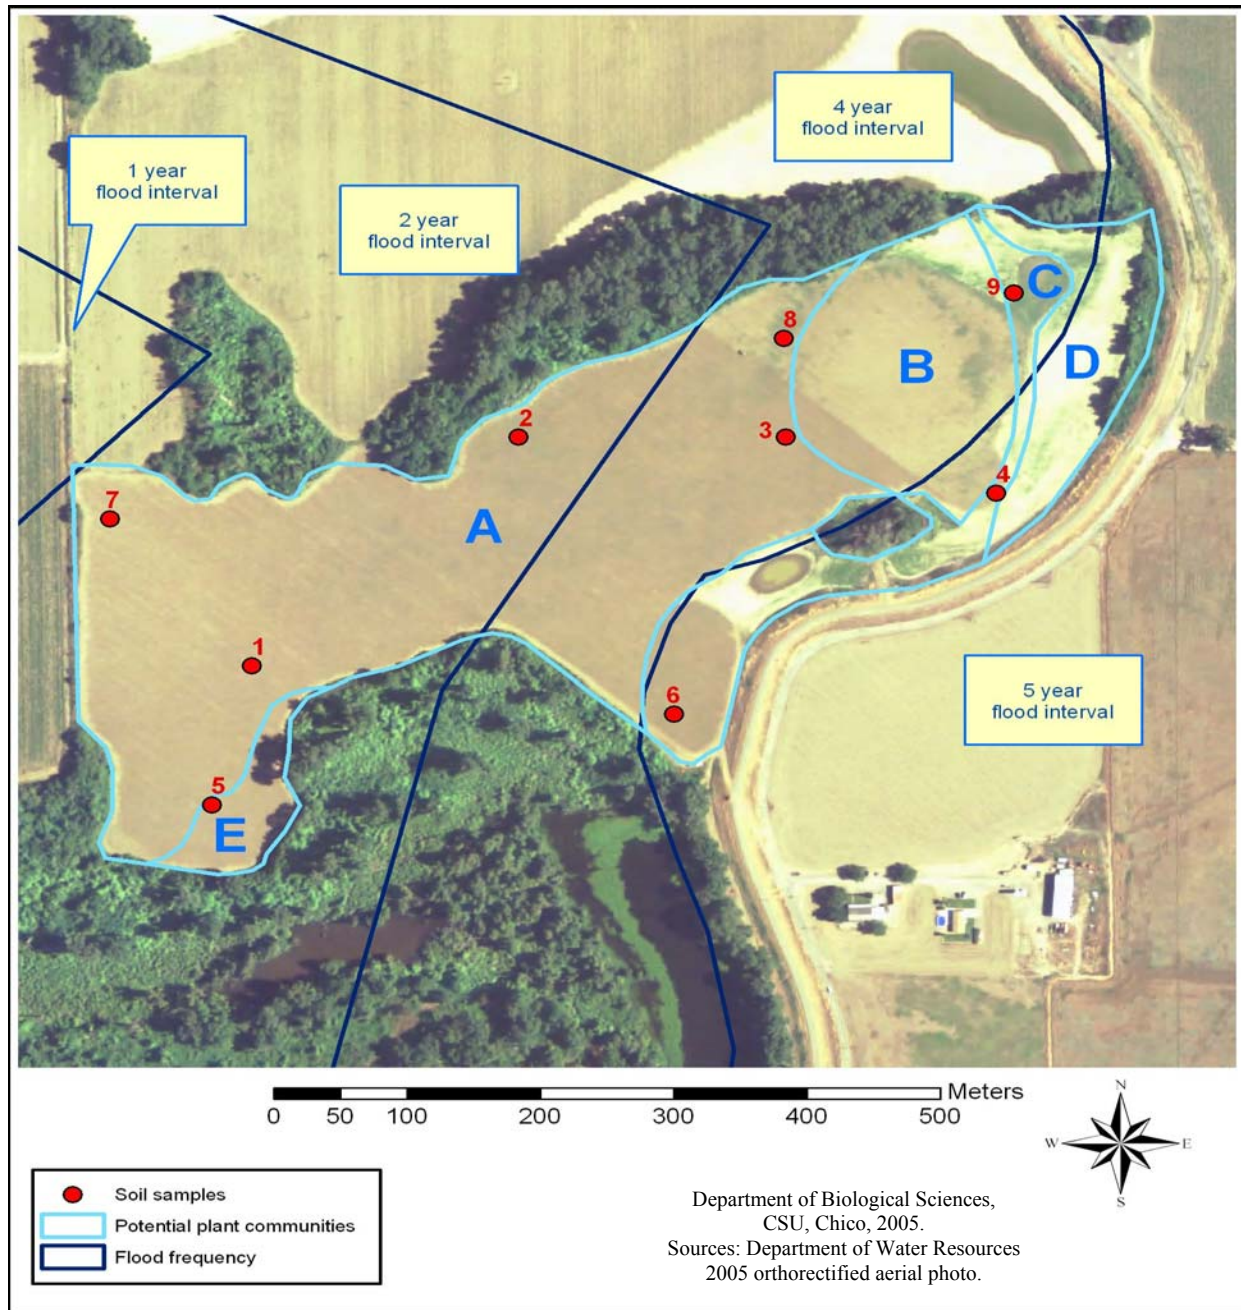 4 year
flood interval
1 year
flood interval
2 year
flood interval
C
9
8
B
D
2
3
4
7
A
1
6
5 year
flood interval
5
E
Meters
0 50 100 200 300 400 500
N
W E
S
Soil samples
Potential plant communities
Flood frequency
Department of Biological Sciences,
CSU, Chico, 2005.
Sources: Department of Water Resources
2005 orthorectified aerial photo.